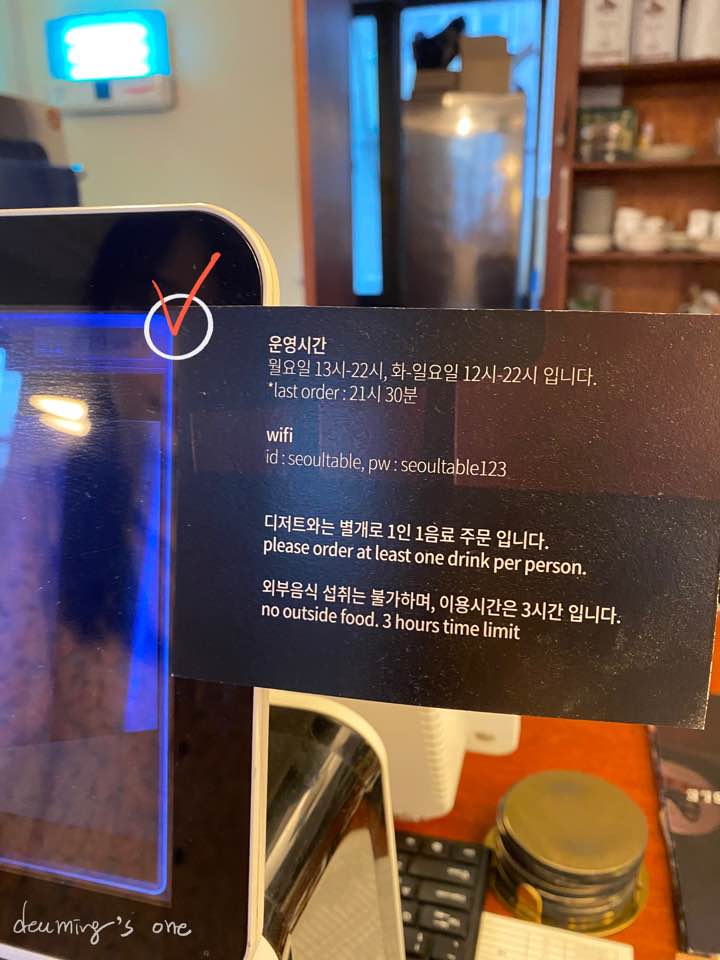 운영시간
월요일 13시-22시, 화-일요일 12시-22시 입니다.
*last order : 21시 30분
wifi
id : seoultable, pw : seoultable123
디저트와는 별개로 1인 1음료 주문 입니다.
please order at least one drink per person.
외부음식 섭취는 불가하며, 이용시간은 3시간 입니다.
no outside food. 3 hours time limit
deuming's one